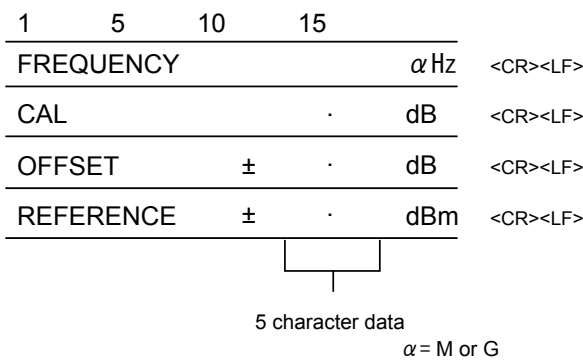 1 5 10 15
FREQUENCY αHz <CR><LF>
CAL . dB <CR><LF>
OFFSET ± . dB <CR><LF>
REFERENCE ± . dBm <CR><LF>
5 character data
α = M or G